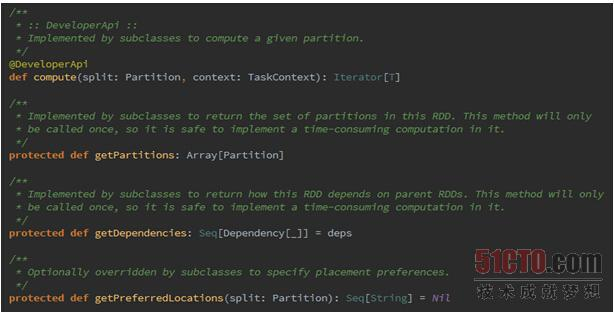 /**
* :: DeveloperApi ::
* Implemented by subclasses to compute a given partition.
*/
@DeveloperApi
def compute(split: Partition, context: TaskContext): Iterator[T]
/**
* Implemented by subclasses to return the set of partitions in this RDD. This method will only
* be called once, so it is safe to implement a time-consuming computation in it.
*/
protected def getPartitions: Array[Partition]
/**
* Implemented by subclasses to return how this RDD depends on parent RDDs. This method will only
* be called once, so it is safe to implement a time-consuming computation in it.
*/
protected def getDependencies: Seq[Dependency[_]] = deps
/**
* Optionally overridden by subclasses to specify placement preferences.
*/
protected def getPreferredLocations(split: Partition): Seq[String] = Nil
51CTO.com
技术成就梦想